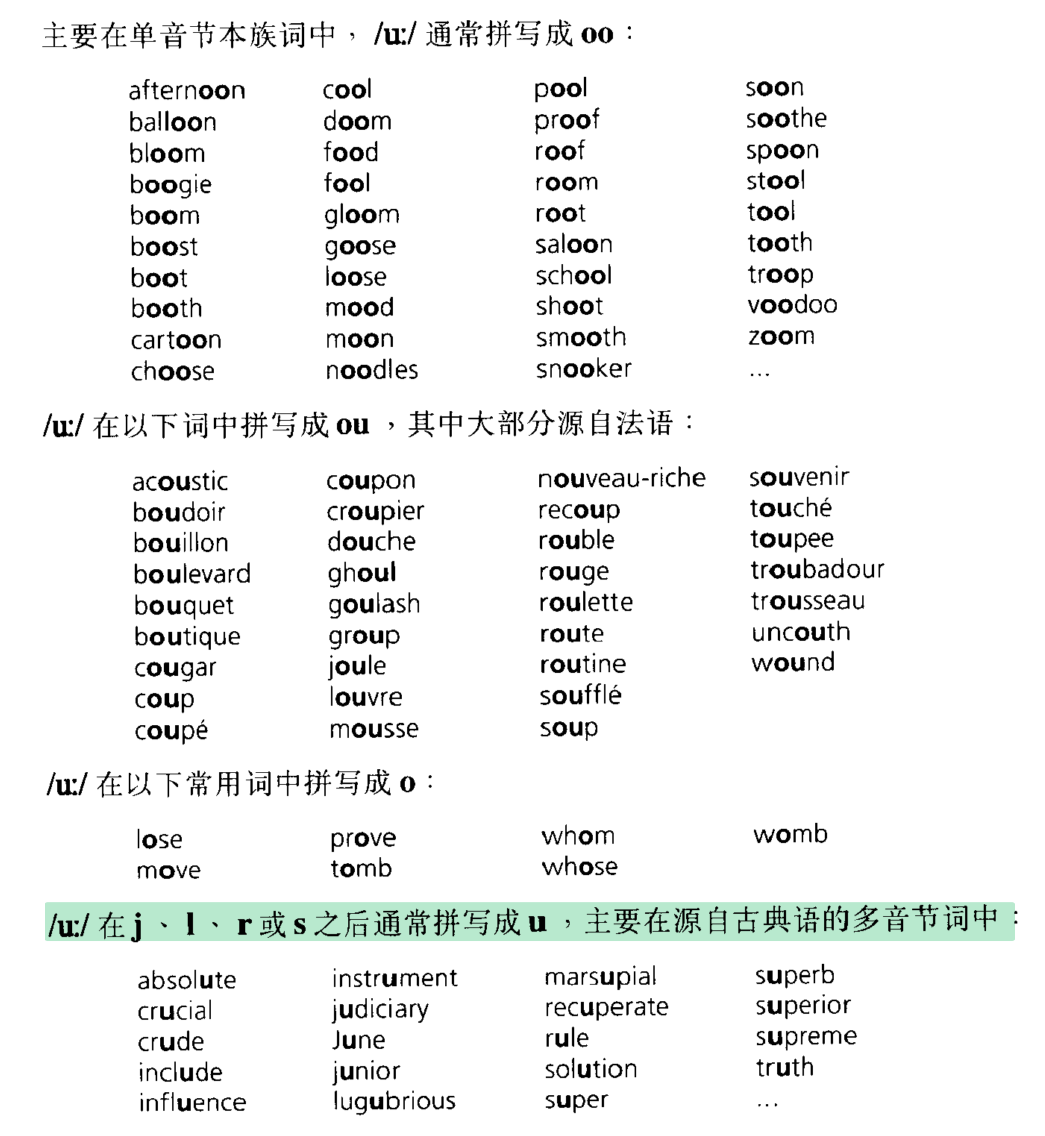 主要在单音节本族词中，/u:/ 通常拼写成 oo：
afternoon cool pool soon
balloon doom proof soothe
bloom food roof spoon
boogie fool room stool
boom gloom root tool
boost goose saloon tooth
boot loose school troop
booth mood shoot voodoo
cartoon moon smooth zoom
choose noodles snooker ...
/u:/ 在以下词中拼写成 ou ，其中大部分源自法语：
acoustic coupon nouveau-riche souvenir
boudoir croupier recoup touché
bouillon douche rouble toupee
boulevard ghoul rouge troubadour
bouquet goulash roulette trousseau
boutique group route uncouth
cougar joule routine wound
coup louvre soufflé
coupé mousse soup
/u:/ 在以下常用词中拼写成 o：
lose prove whom womb
move tomb whose
/u:/ 在 j 、 l 、 r 或 s 之后通常拼写成 u ，主要在源自古典语的多音节词中：
absolute instrument marsupial superb
crucial judiciary recuperate superior
crude June rule supreme
include junior solution truth
influence lugubrious super ...